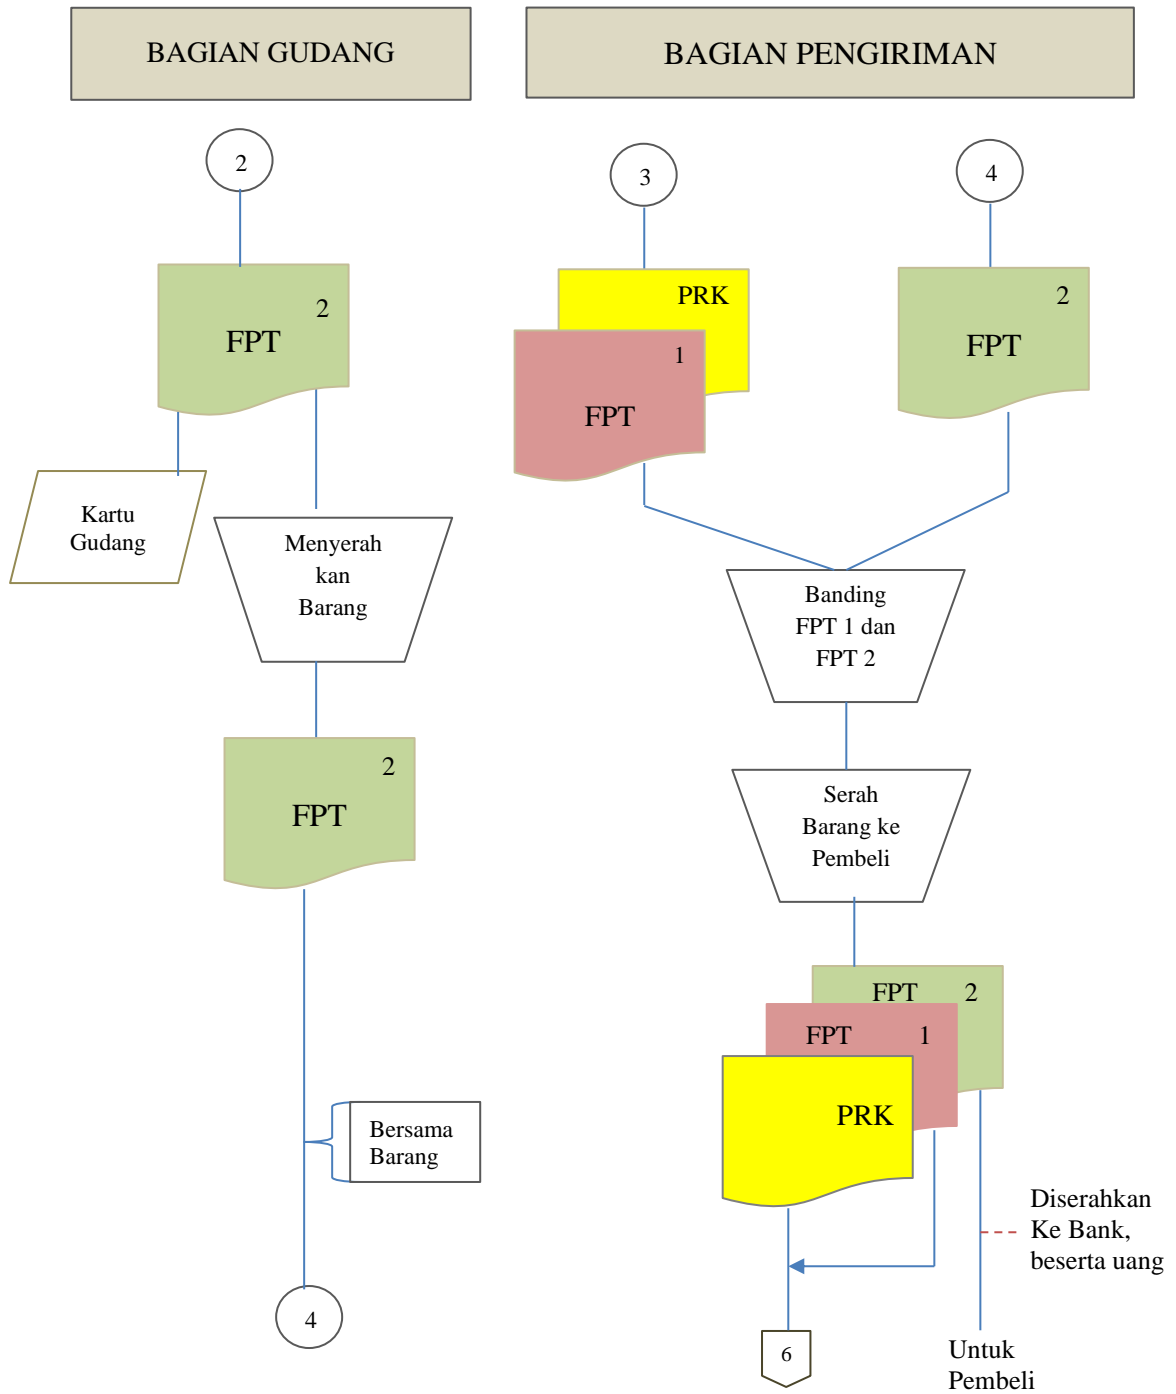 BAGIAN GUDANG
BAGIAN PENGIRIMAN
2
3
4
2
FPT
PRK
1
FPT
2
FPT
Kartu
Gudang
Menyerah
kan
Barang
Banding
FPT 1 dan
FPT 2
2
FPT
Serah
Barang ke
Pembeli
FPT 2
FPT 1
PRK
Bersama
Barang
Diserahkan
Ke Bank,
beserta uang
4
6
Untuk
Pembeli